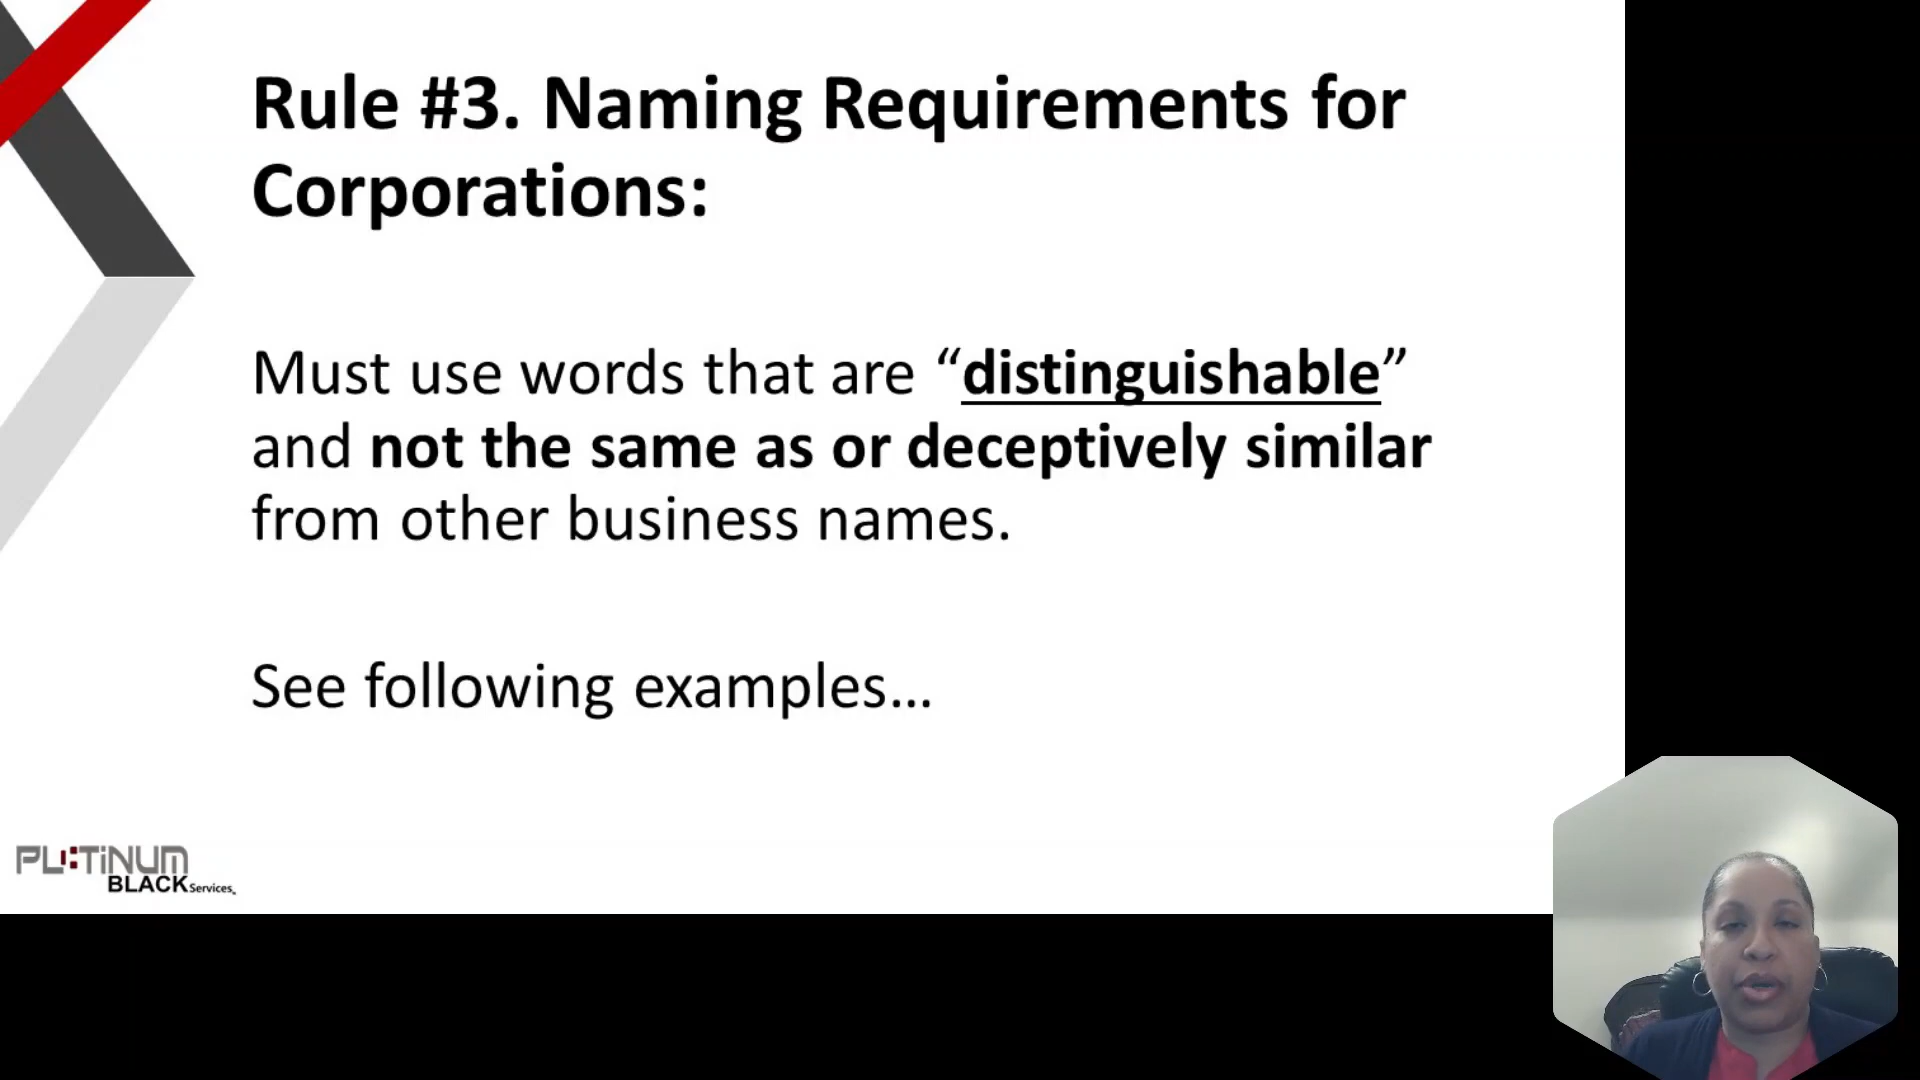 Rule #3. Naming Requirements for
Corporations:
Must use words that are “distinguishable”
and not the same as or deceptively similar
from other business names.
See following examples...
PLATiNUM
BLACK Services